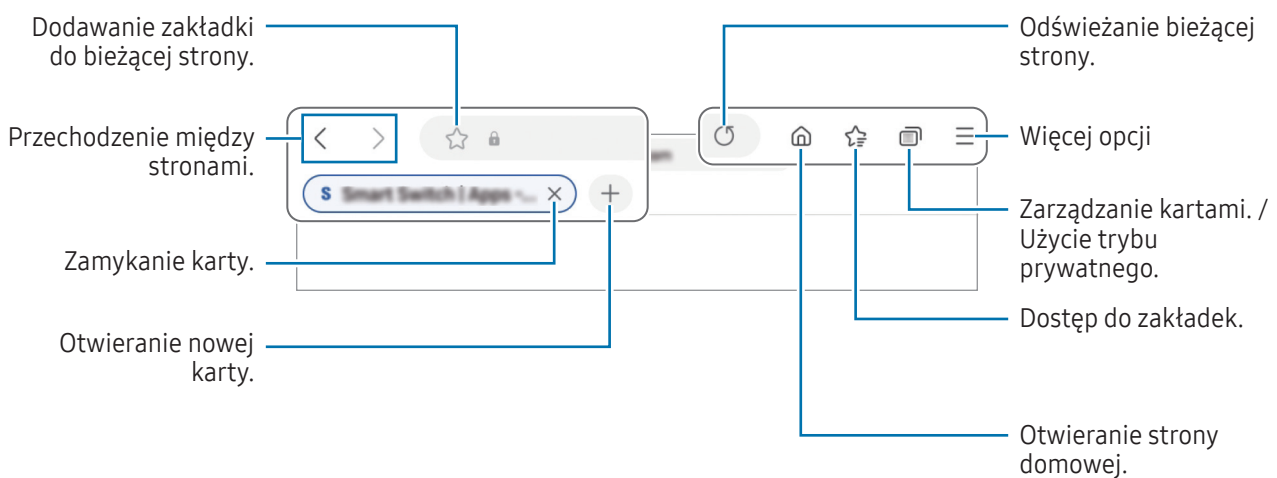 Dodawanie zakładki
do bieżącej strony.
Odświeżanie bieżącej
strony.
Przechodzenie między
stronami.
Więcej opcji
S Smart Switch | Apps -...
Zarządzanie kartami. /
Użycie trybu
prywatnego.
Zamykanie karty.
Dostęp do zakładek.
Otwieranie nowej
karty.
Otwieranie strony
domowej.